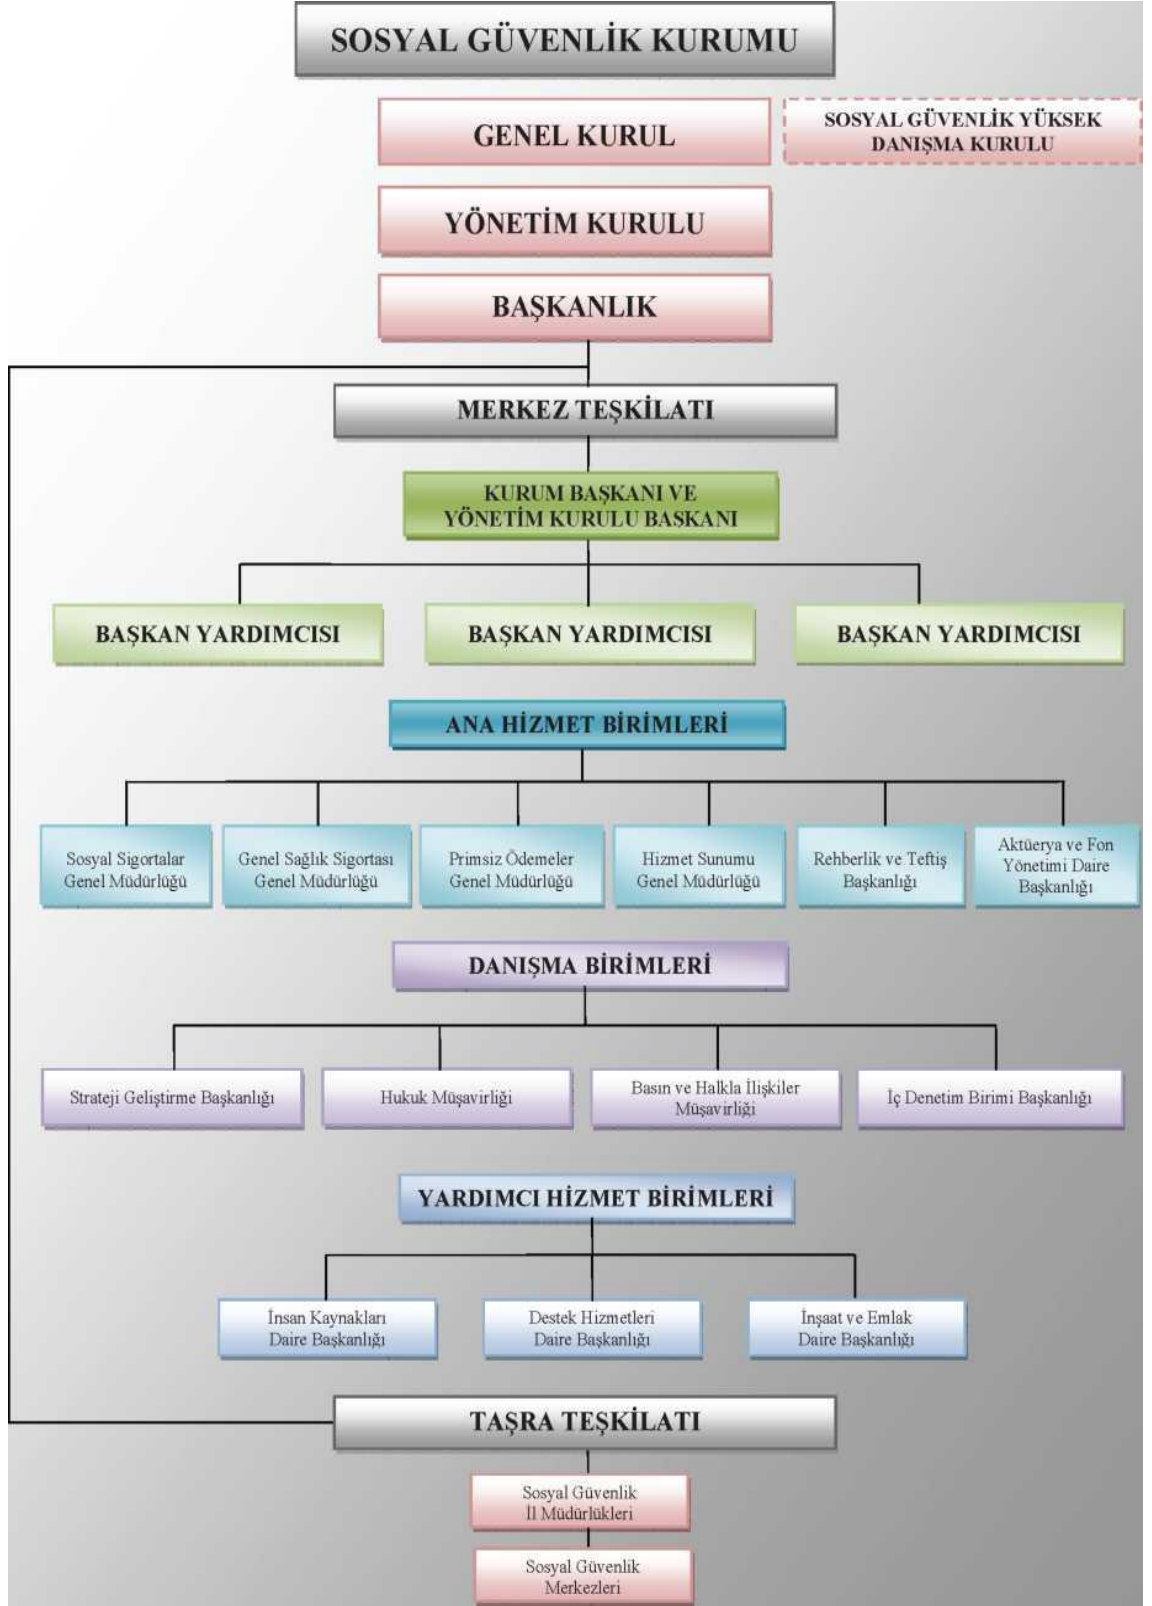 SOSYAL GÜVENLİK KURUMU
GENEL KURUL
SOSYAL GÜVENLİK YÜKSEK
DANIŞMA KURULU
YÖNETİM KURULU
BAŞKANLIK
MERKEZ TEŞKİLATI
KURUM BAŞKANI VE
YÖNETİM KURULU BAŞKANI
BAŞKAN YARDIMCISI
BAŞKAN YARDIMCISI
BAŞKAN YARDIMCISI
ANA HİZMET BİRİMLERİ
Sosyal Sigortalar
Genel Müdürlüğü
Genel Sağlık Sigortası
Genel Müdürlüğü
Primsiz Ödemeler
Genel Müdürlüğü
Hizmet Sunumu
Genel Müdürlüğü
Rehberlik ve Teftiş
Başkanlığı
Aktüerya ve Fon
Yönetimi Daire
Başkanlığı
DANIŞMA BİRİMLERİ
Strateji Geliştirme Başkanlığı
Hukuk Müşavirliği
Basın ve Halkla İlişkiler
Müşavirliği
İç Denetim Birimi Başkanlığı
YARDIMCI HİZMET BİRİMLERİ
İnsan Kaynakları
Daire Başkanlığı
Destek Hizmetleri
Daire Başkanlığı
İnşaat ve Emlak
Daire Başkanlığı
TAŞRA TEŞKİLATI
Sosyal Güvenlik
İl Müdürlükleri
Sosyal Güvenlik
Merkezleri